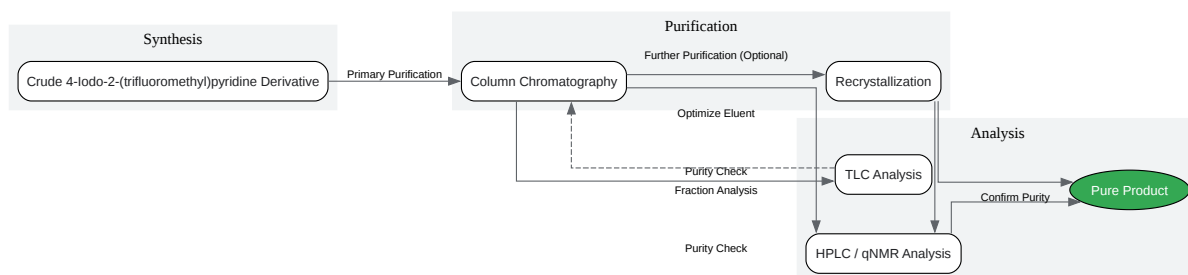 Synthesis
Purification
Crude 4-Iodo-2-(trifluoromethyl)pyridine Derivative
Primary Purification
Column Chromatography
Further Purification (Optional)
Recrystallization
Optimize Eluent
Analysis
Purity Check
TLC Analysis
Fraction Analysis
Confirm Purity
Pure Product
Purity Check
HPLC / qNMR Analysis